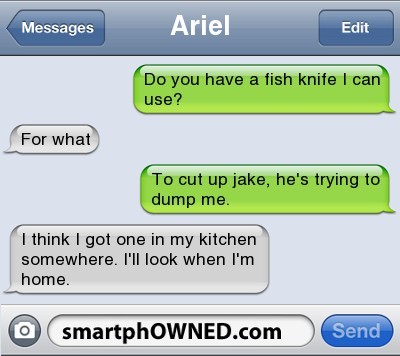 Messages
Ariel
Edit
Do you have a fish knife I can
use?
For what
To cut up jake, he's trying to
dump me.
I think I got one in my kitchen
somewhere. I'll look when I'm
home.
smartphOWNED.com
Send